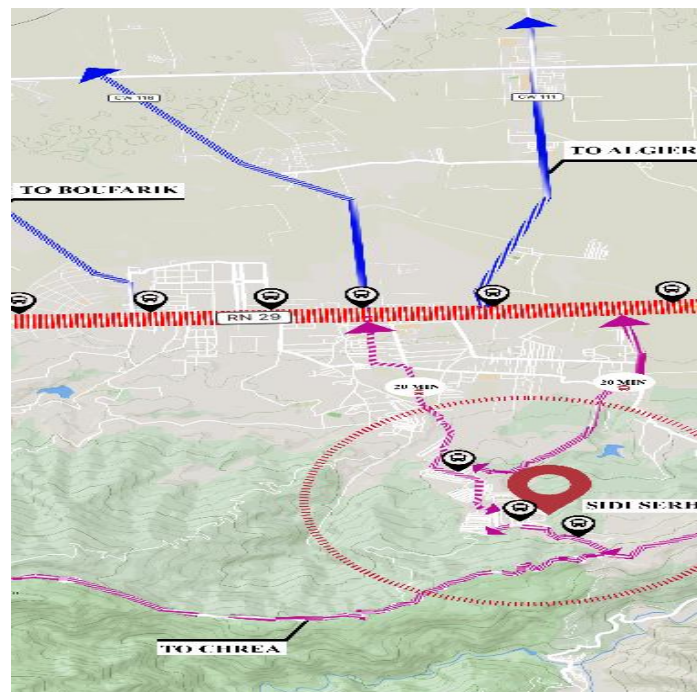 CW 118
CW 111
TO ALGIER
TO BOUFARIK
RN 29
20 MIN
20 MIN
SIDI SERH
TO CHREA